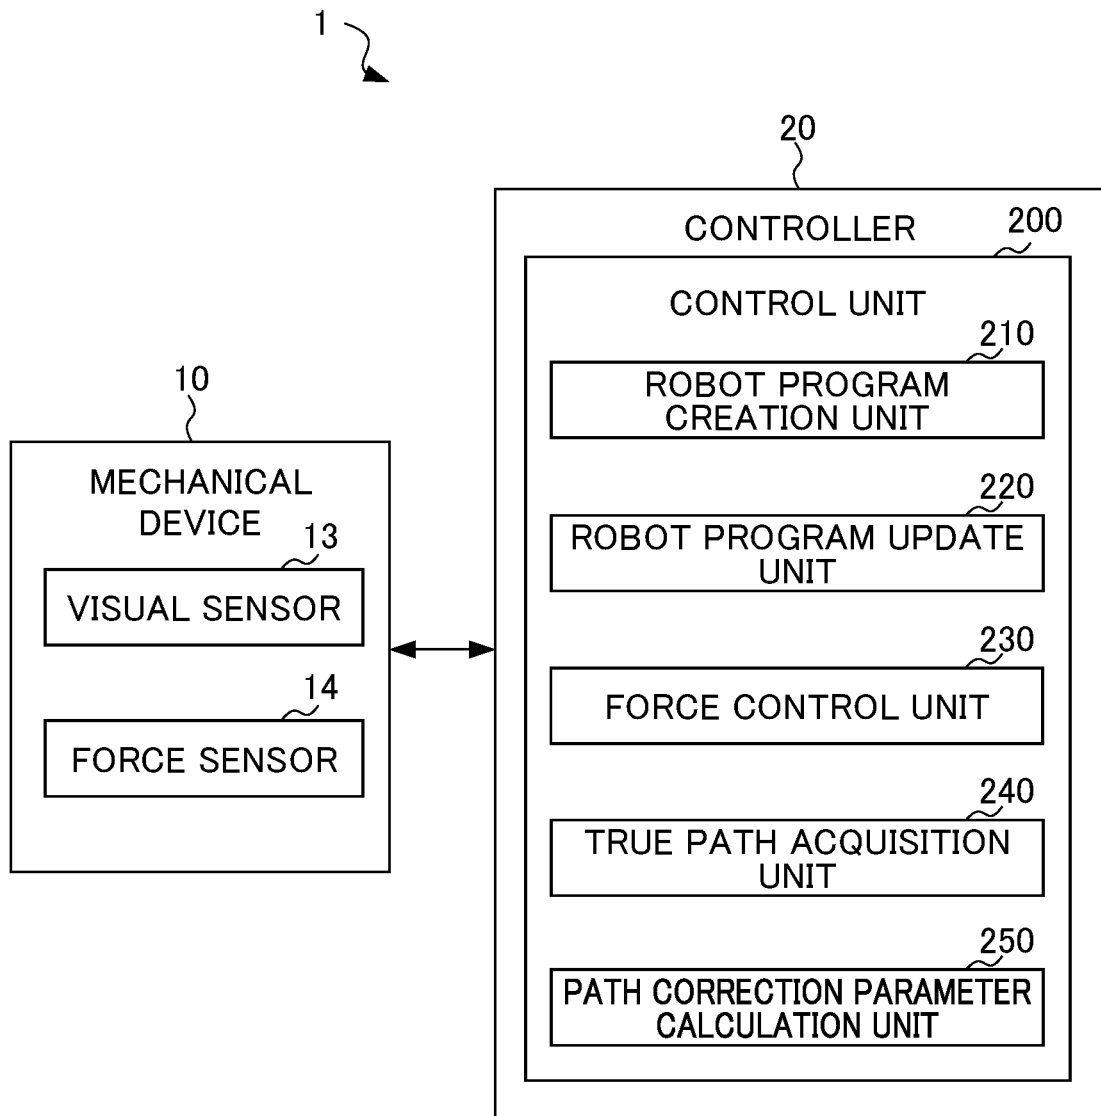 1
20
CONTROLLER
200
CONTROL UNIT
210
ROBOT PROGRAM
CREATION UNIT
220
ROBOT PROGRAM UPDATE
UNIT
230
FORCE CONTROL UNIT
240
TRUE PATH ACQUISITION
UNIT
250
PATH CORRECTION PARAMETER
CALCULATION UNIT
10
MECHANICAL
DEVICE
13
VISUAL SENSOR
14
FORCE SENSOR